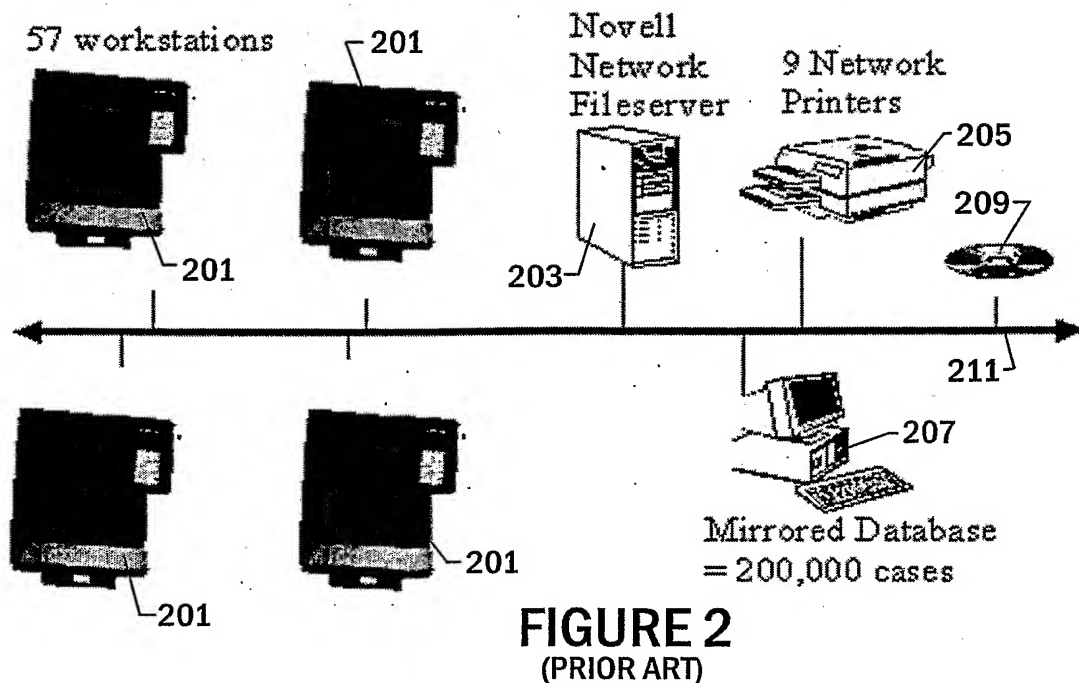 57 workstations
201
Novell
Network
Fileserver
9 Network
Printers
205
209
201
203
211
207
Mirrored Database
= 200,000 cases
201
201
FIGURE 2
(PRIOR ART)